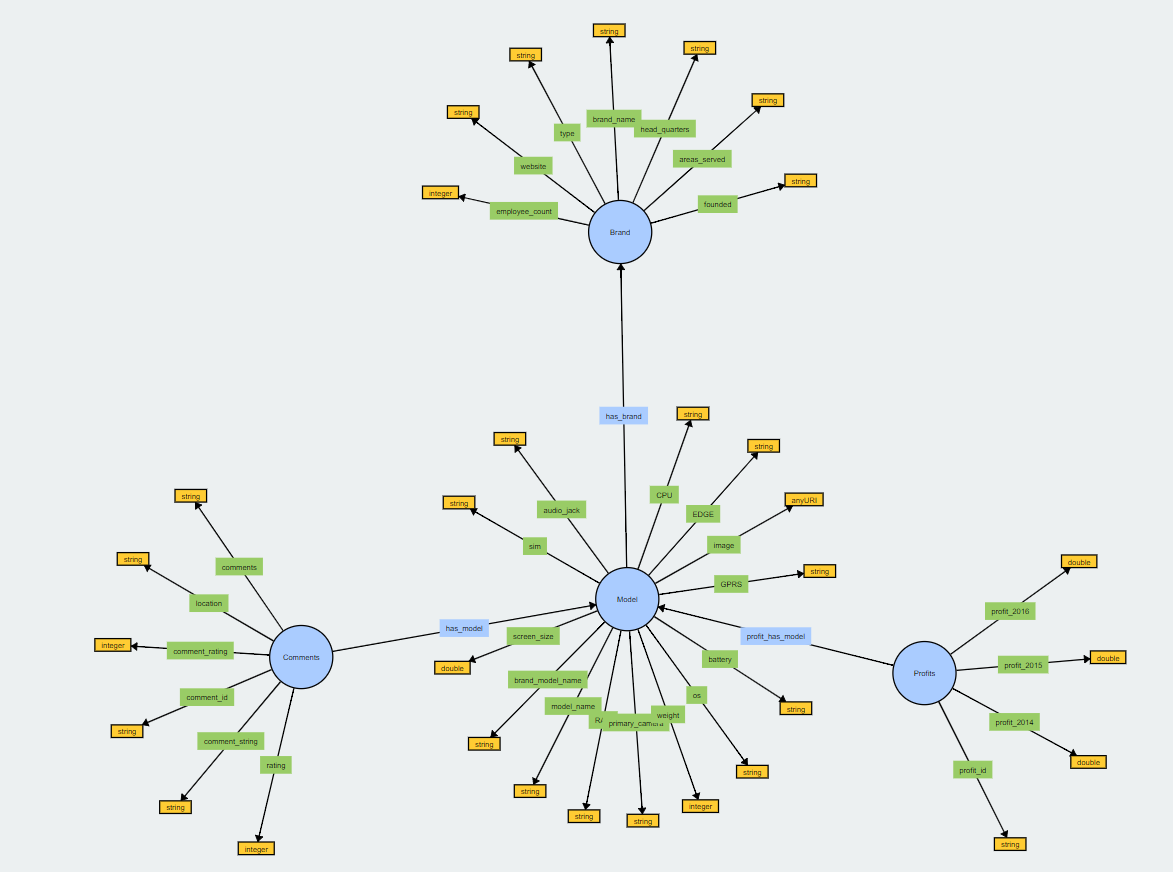 string
string
string
string
string
string
brand_name
head_quarters
type
areas_served
website
integer
employee_count
founded
Brand
has_brand
string
string
string
string
string
anyURI
CPU
audio_jack
EDGE
sim
image
string
GPRS
string
comments
string
location
integer
comment_rating
Comments
comment_id
string
comment_string
string
rating
integer
has_model
Model
profit_has_model
screen_size
double
battery
brand_model_name
os
model_name
primary_camera
weight
string
string
string
string
string
string
integer
string
double
profit_2016
double
profit_2015
Profits
profit_2014
double
profit_id
string